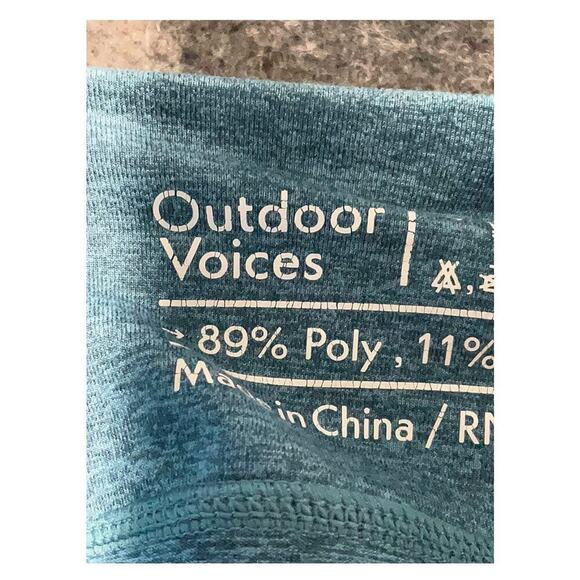 Outdoor
Voices
→ 89% Poly, 11%
in China / RN